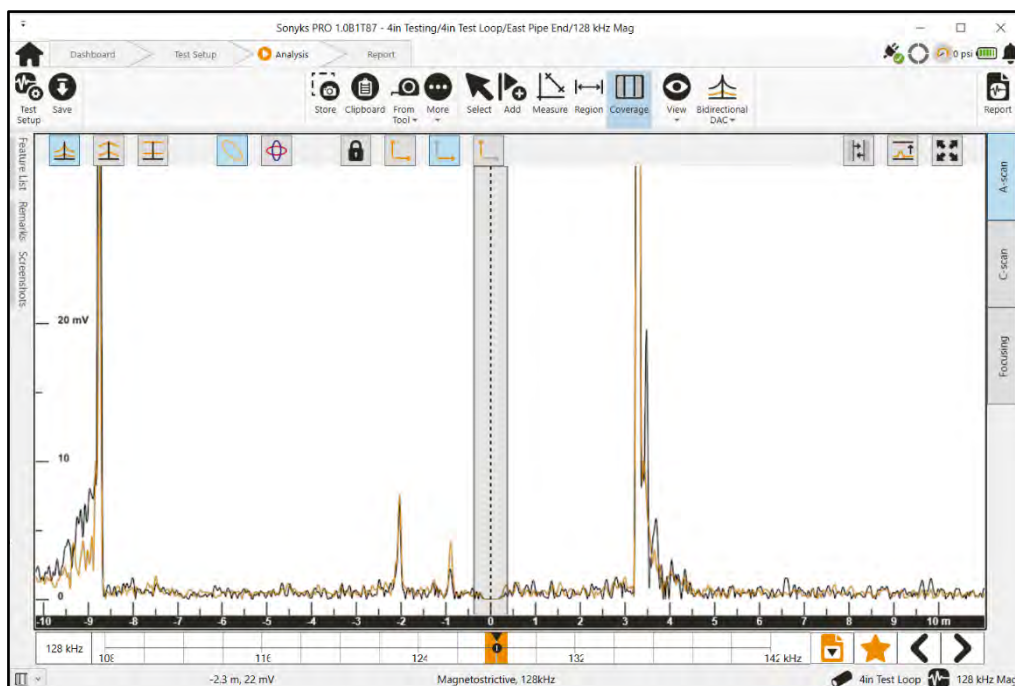 Sonyks PRO 1.0B1T87 - 4in Testing/4in Test Loop/East Pipe End/128 kHz Mag
Dashboard Test Setup Analysis Report
0 psi
Test Setup Save Store Clipboard From Tool More Select Add Measure Region Coverage View Bidirectional DAC Report
Feature List Remarks Screenshots
A-scan
C-scan
Focusing
20 mV
10
0
-10 -9 -8 -7 -6 -5 -4 -3 -2 -1 0 1 2 3 4 5 6 7 8 9 10 m
128 kHz 108 116 124 132 142 kHz
-2.3 m, 22 mV Magnetostrictive, 128kHz 4in Test Loop 128 kHz Mag